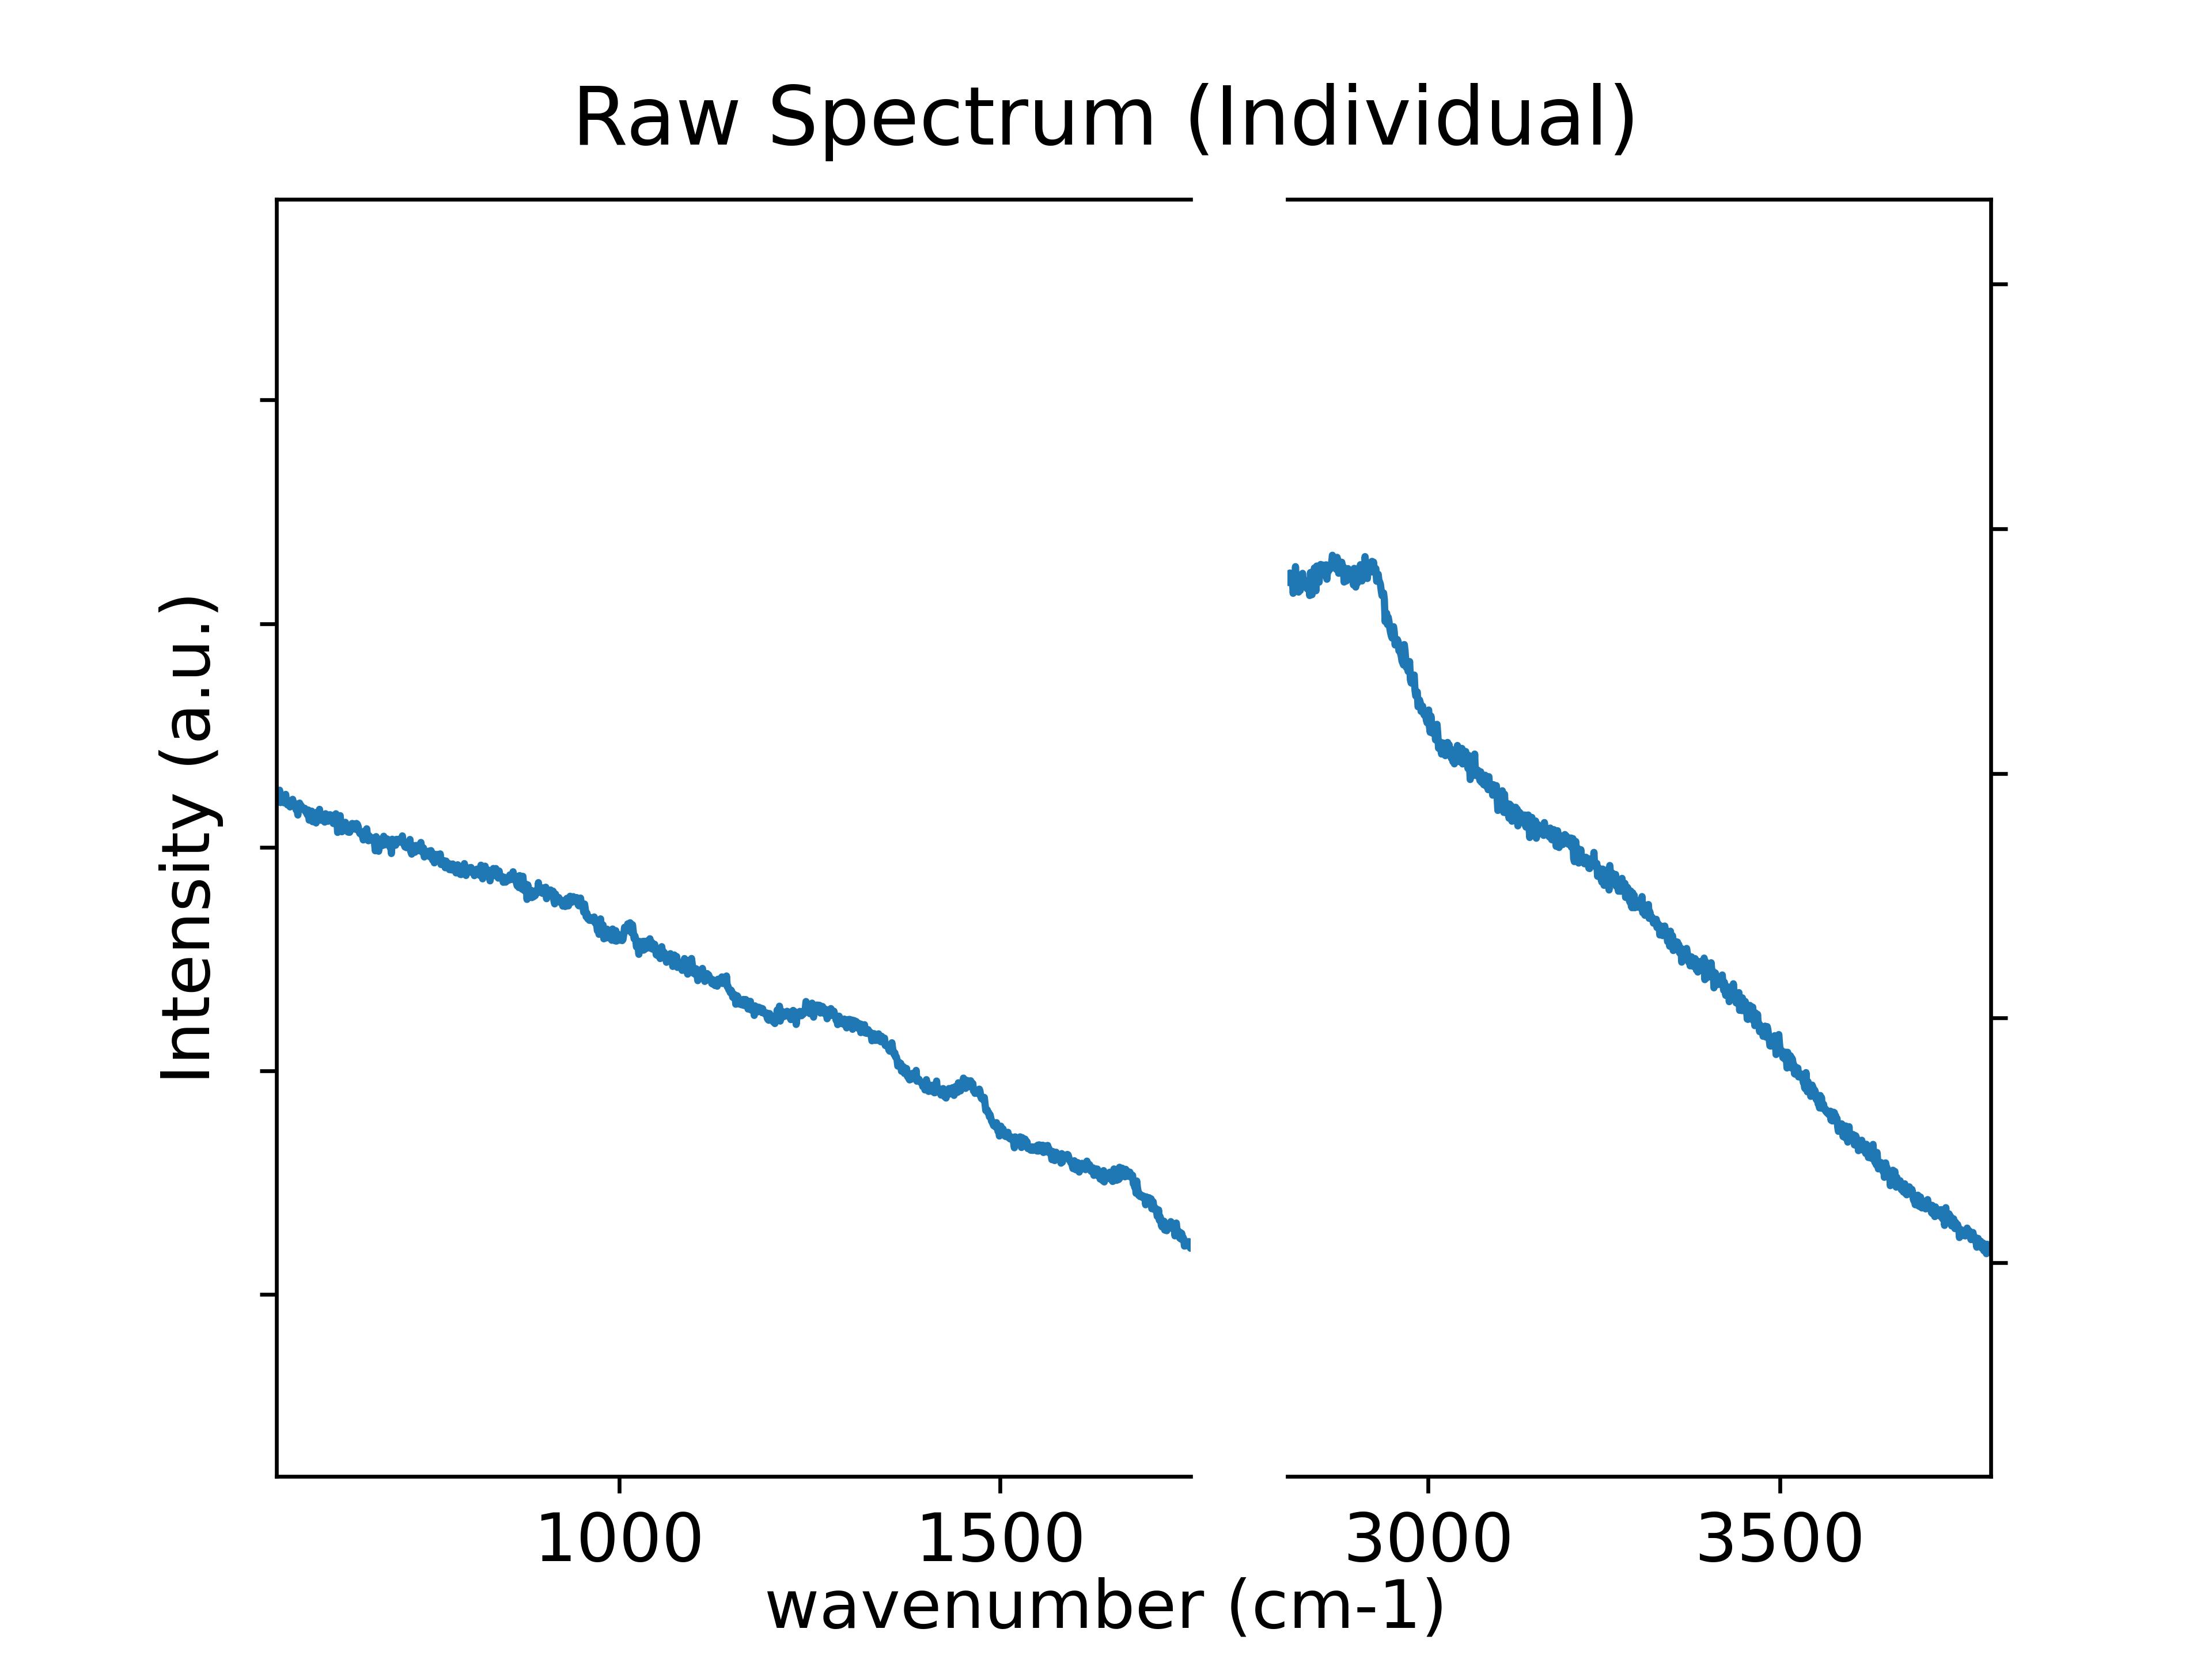 Raw Spectrum (Individual)
Intensity (a.u.)
1000 1500 3000 3500
wavenumber (cm-1)